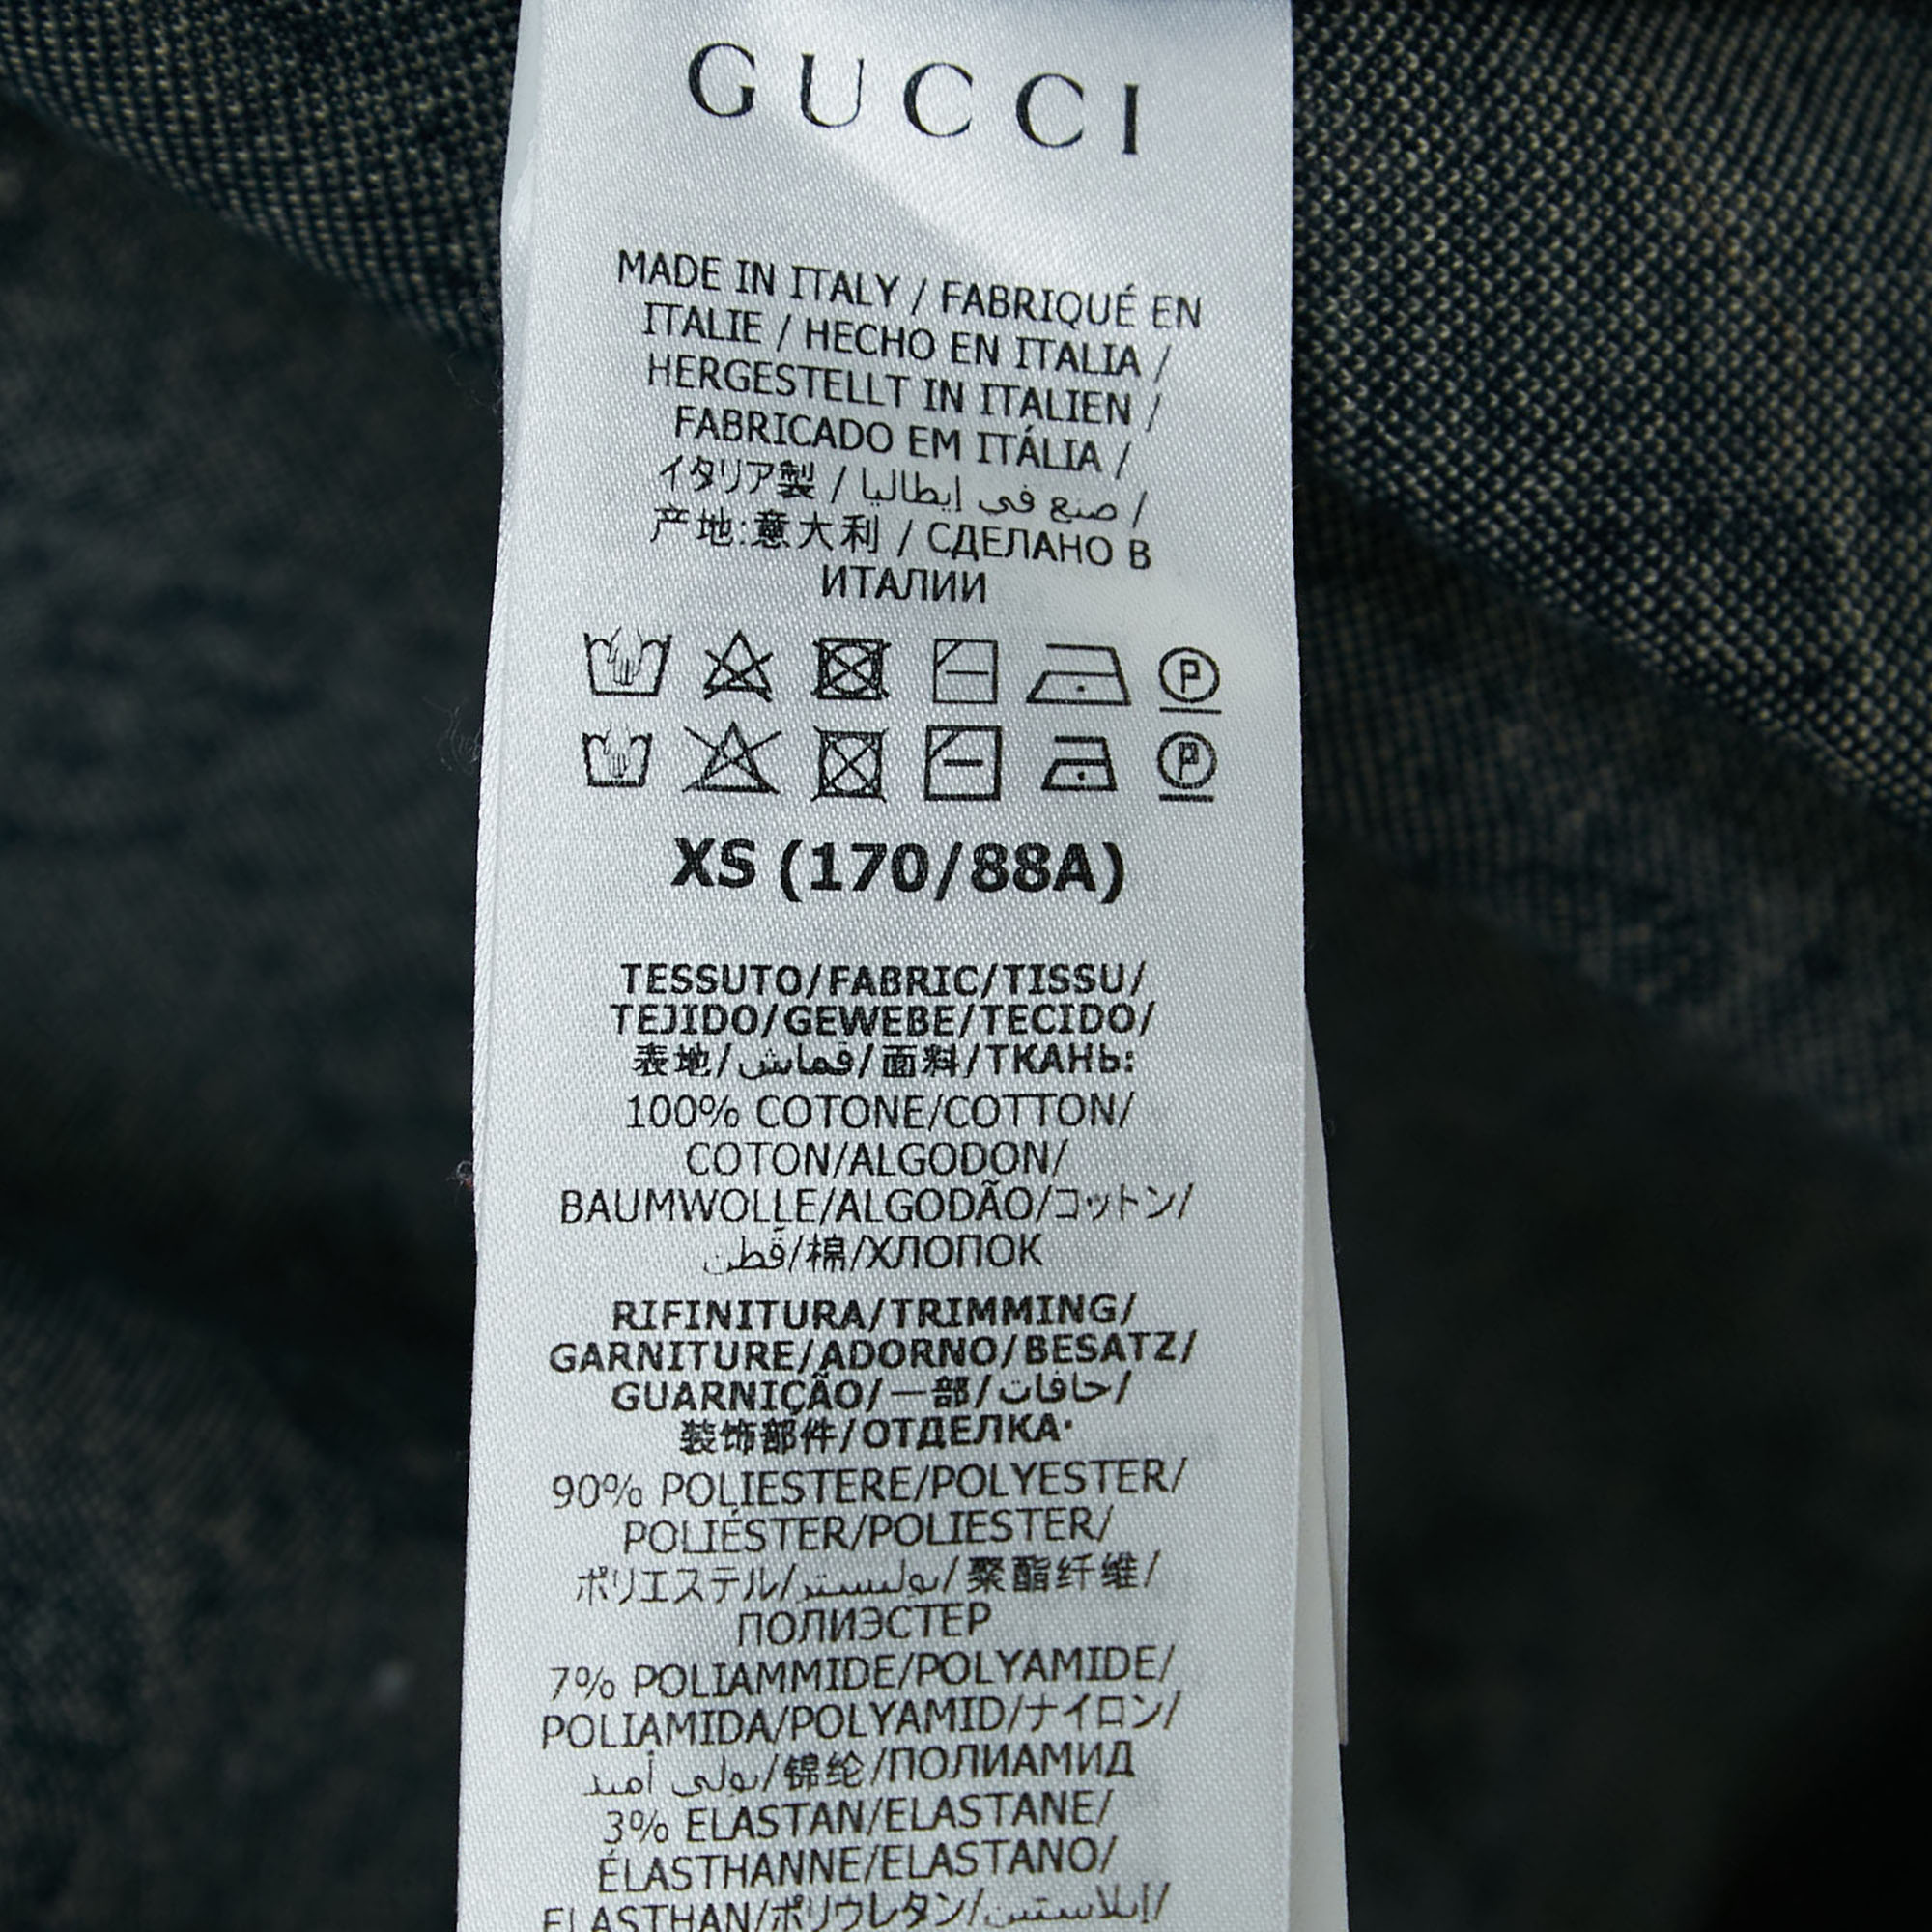 GUCCI
MADE IN ITALY / FABRIQUÉ EN
ITALIE / HECHO EN ITALIA /
HERGESTELLT IN ITALIEN /
FABRICADO EM ITÁLIA /
イタリア製 / صنع في إيطاليا /
产地:意大利 / СДЕЛАНО В
ИТАЛИИ
P
P
XS (170/88A)
TESSUTO/FABRIC/TISSU/
TEJIDO/GEWEBE/TECIDO/
表地/قماش/面料/ТКАНЬ:
100% COTONE/COTTON/
COTON/ALGODON/
BAUMWOLLE/ALGODÃO/コットン/
قطن/棉/ХЛОПОК
RIFINITURA/TRIMMING/
GARNITURE/ADORNO/BESATZ/
GUARNIÇÃO/一部/حافات/
装饰部件/ОТДЕЛКА:
90% POLIESTERE/POLYESTER/
POLIÉSTER/POLIESTER/
ポリエステル/بوليستر/聚酯纤维/
ПОЛИЭСТЕР
7% POLIAMMIDE/POLYAMIDE/
POLIAMIDA/POLYAMID/ナイロン/
بولي أميد/锦纶/ПОЛИАМИД
3% ELASTAN/ELASTANE/
ÉLASTHANNE/ELASTANO/
ELASTHAN/ポリウレタン/إيلاستين/